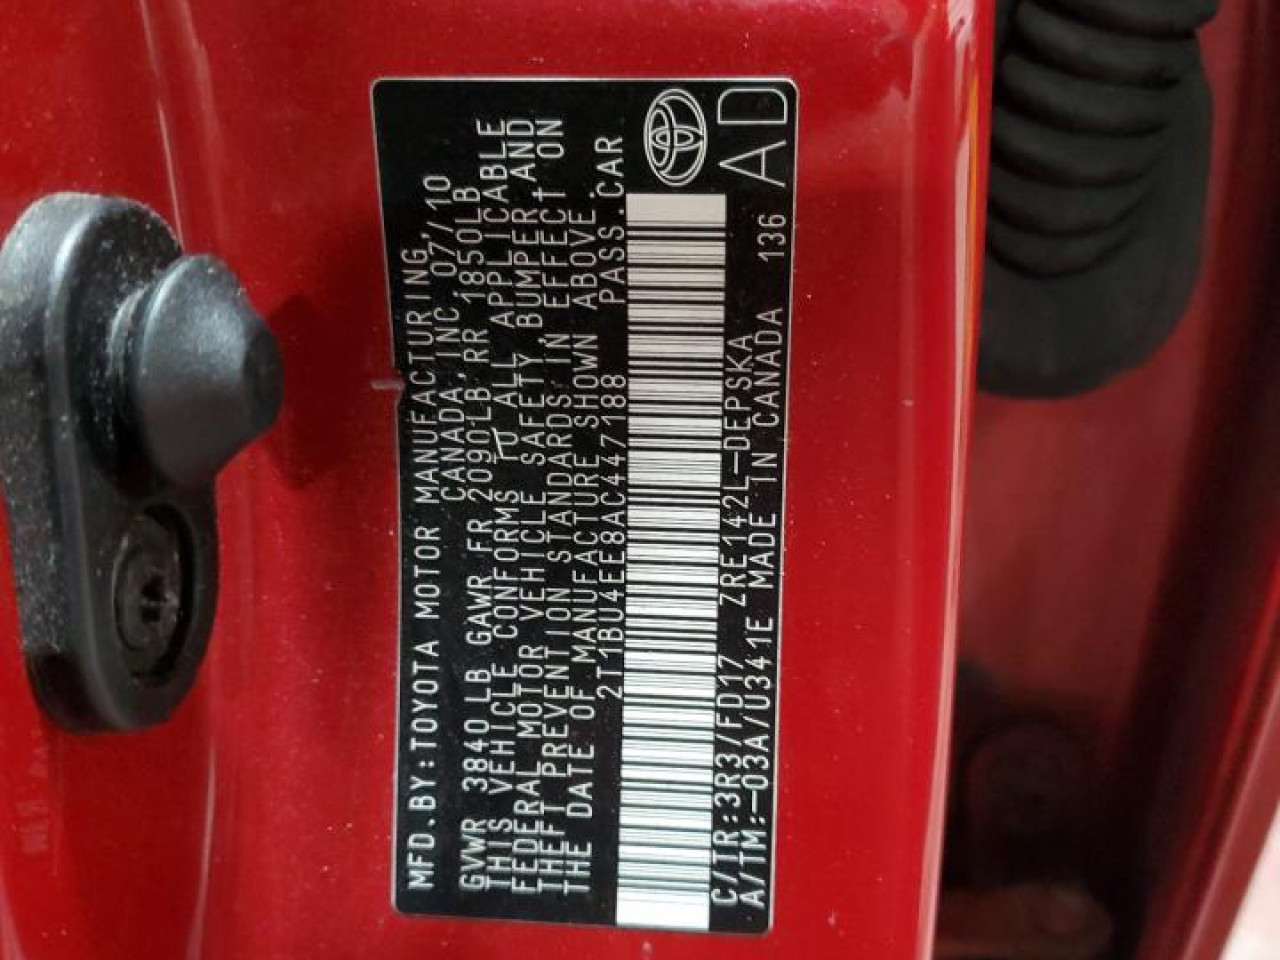 MFD.BY:TOYOTA MOTOR MANUFACTURING,
CANADA,INC 07/10
GVWR 3840LB GAWR FR 2090LB RR 1850LB
THIS VEHICLE CONFORMS TO ALL APPLICABLE
FEDERAL MOTOR VEHICLE SAFETY, BUMPER, AND
THEFT PREVENTION STANDARDS IN EFFECT ON
THE DATE OF MANUFACTURE SHOWN ABOVE.
2T1BU4EE8AC447188 PASS.CAR
C/TR:3R3/FD17 ZRE142L-DEPSKA
A/TM:-03A/U341E MADE IN CANADA 136
AD